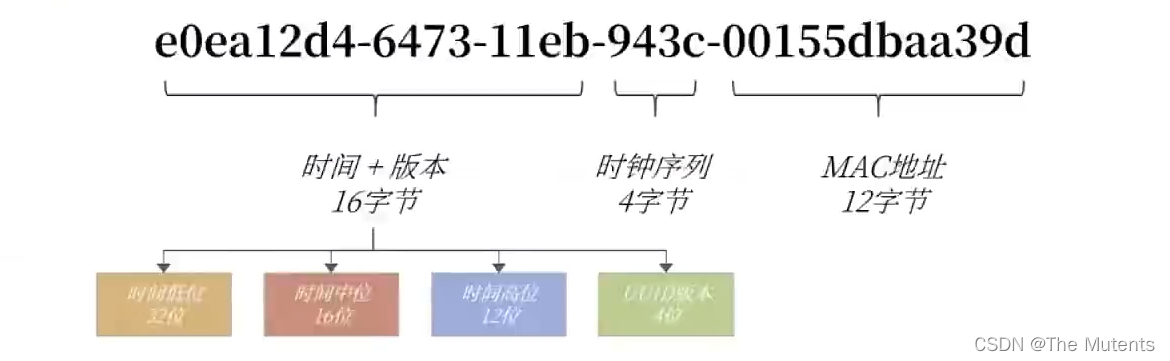 e0ea12d4-6473-11eb-943c-00155dbaa39d
时间 + 版本
16字节
时钟序列
4字节
MAC地址
12字节
时间低位
32位
时间中位
16位
时间高位
12位
UUID版本
4位
CSDN @The Mutents